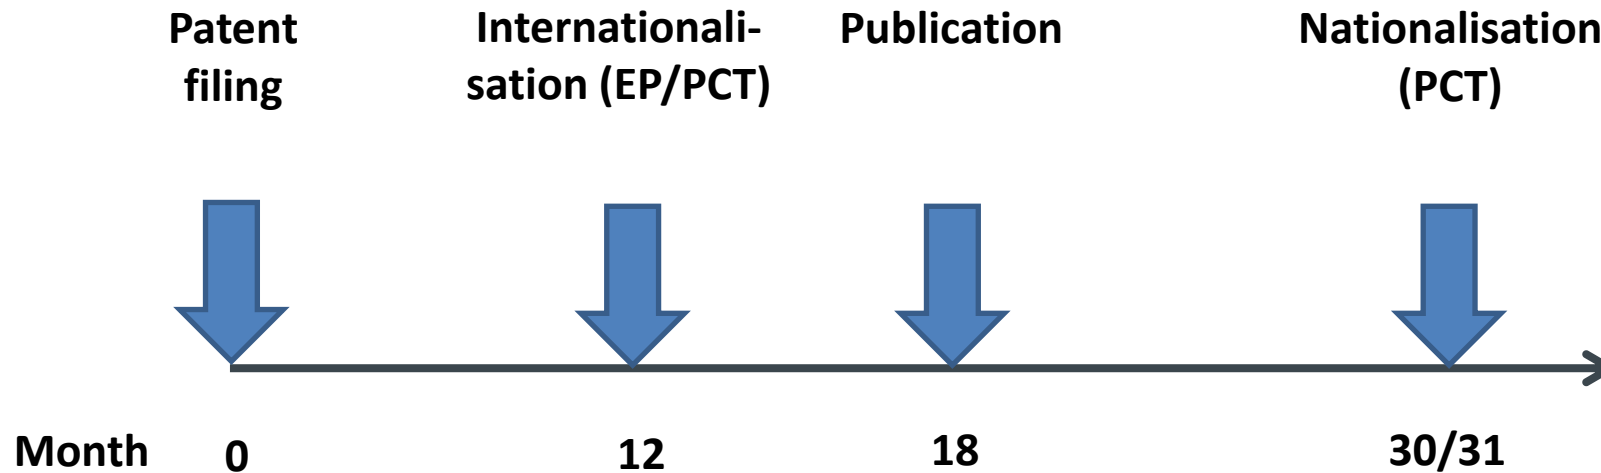 Patent
filing
Internationali-
sation (EP/PCT)
Publication
Nationalisation
(PCT)
Month 0 12 18 30/31